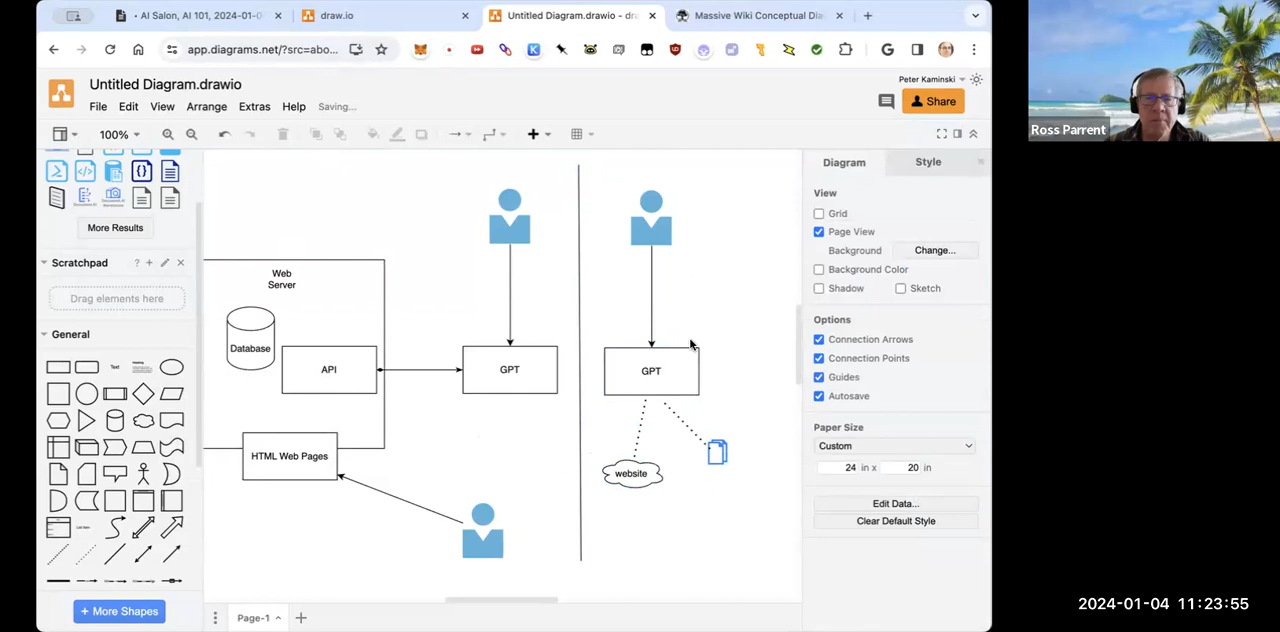 AI Salon, AI 101, 2024-01-0
draw.io
Untitled Diagram.drawio - dra
Massive Wiki Conceptual Dia
app.diagrams.net/?src=abo...
Untitled Diagram.drawio
Peter Kaminski
File Edit View Arrange Extras Help Saving...
Share
100%
Ross Parrent
Diagram
Style
View
Grid
Page View
Background
Change...
Background Color
Shadow
Sketch
Options
Connection Arrows
Connection Points
Guides
Autosave
Paper Size
Custom
24 in x 20 in
Edit Data...
Clear Default Style
More Results
Scratchpad
? + ×
Drag elements here
General
Text
+ More Shapes
Web
Server
Database
API
GPT
GPT
HTML Web Pages
website
Page-1
2024-01-04 11:23:55